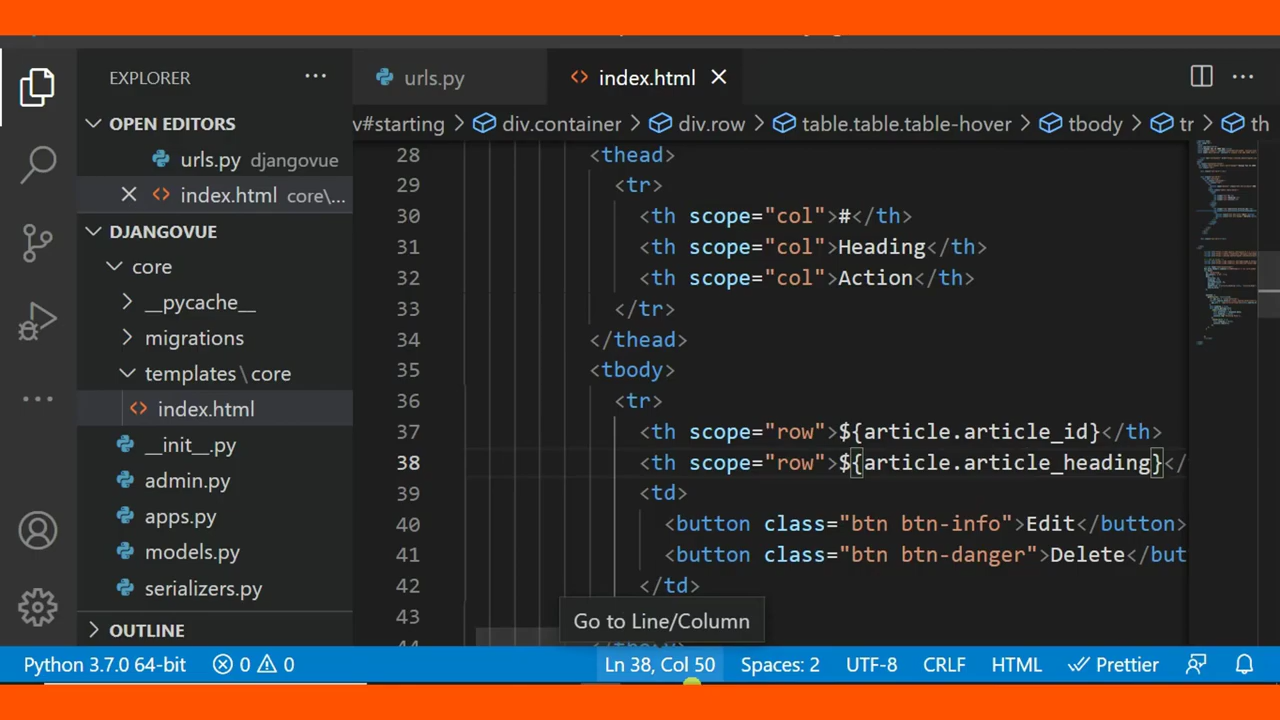 EXPLORER
urls.py
index.html
OPEN EDITORS
urls.py djangovue
index.html core\...
DJANGOVUE
core
__pycache__
migrations
templates\core
index.html
__init__.py
admin.py
apps.py
models.py
serializers.py
OUTLINE
v#starting > div.container > div.row > table.table.table-hover > tbody > tr > th
28 <thead>
29 <tr>
30 <th scope="col">#</th>
31 <th scope="col">Heading</th>
32 <th scope="col">Action</th>
33 </tr>
34 </thead>
35 <tbody>
36 <tr>
37 <th scope="row">${article.article_id}</th>
38 <th scope="row">${article.article_heading}</
39 <td>
40 <button class="btn btn-info">Edit</button>
41 <button class="btn btn-danger">Delete</but
42 </td>
43
Go to Line/Column
Python 3.7.0 64-bit 0 0 Ln 38, Col 50 Spaces: 2 UTF-8 CRLF HTML Prettier